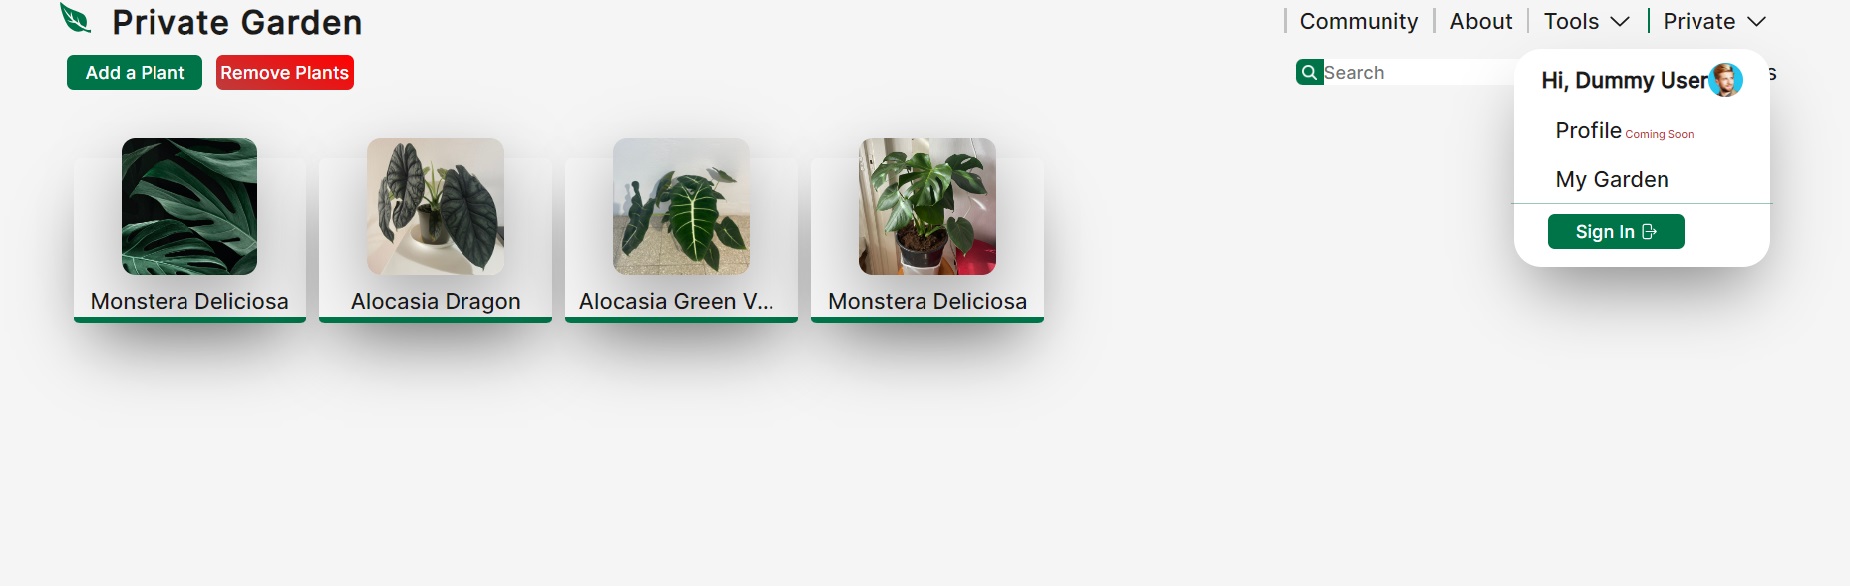 Private Garden
Community
About
Tools
Private
Add a Plant
Remove Plants
Search
s
Hi, Dummy User
Profile Coming Soon
My Garden
Sign In
Monstera Deliciosa
Alocasia Dragon
Alocasia Green V...
Monstera Deliciosa